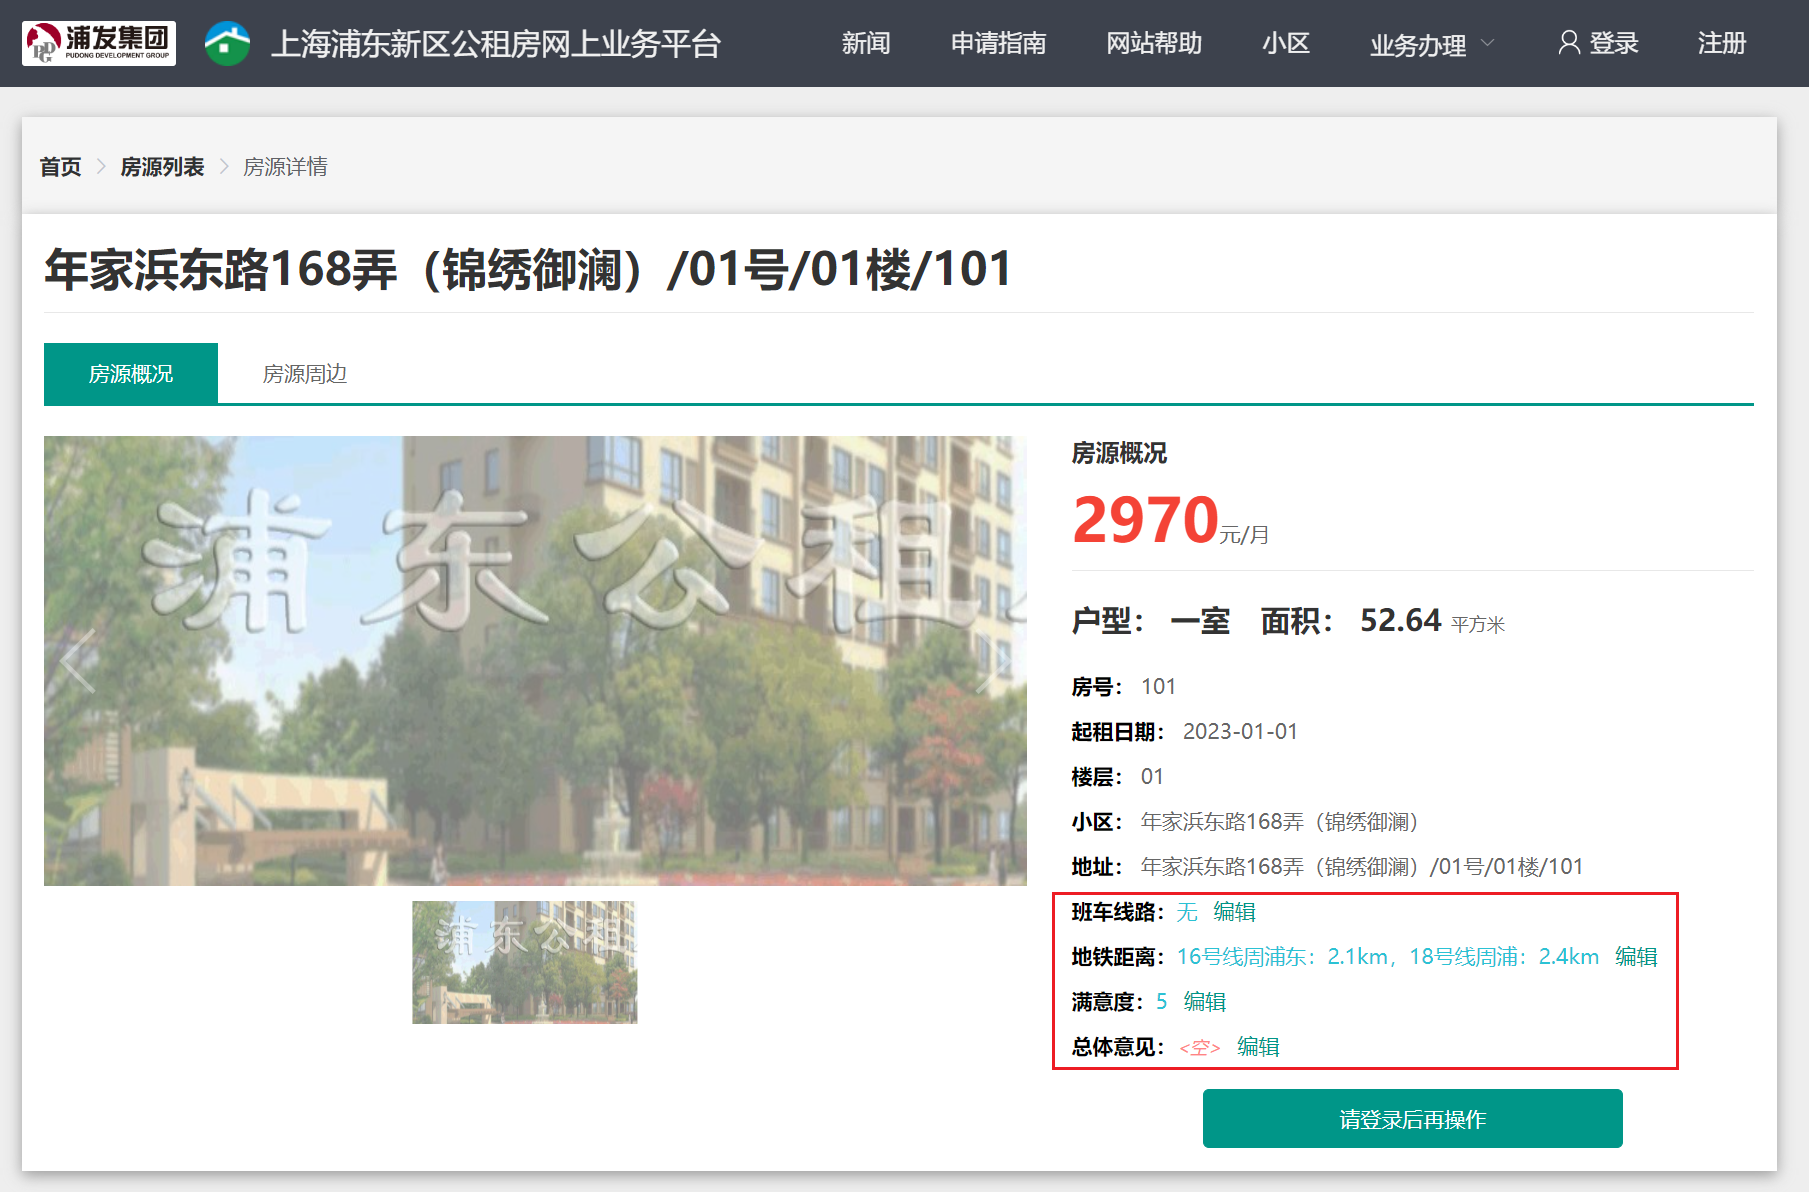 浦发集团
PUDONG DEVELOPMENT GROUP
PDG
上海浦东新区公租房网上业务平台
新闻
申请指南
网站帮助
小区
业务办理
登录
注册
首页 > 房源列表 > 房源详情
年家浜东路168弄（锦绣御澜）/01号/01楼/101
房源概况
房源周边
浦东公租
浦东公租
房源概况
2970元/月
户型： 一室 面积： 52.64 平方米
房号： 101
起租日期： 2023-01-01
楼层： 01
小区： 年家浜东路168弄（锦绣御澜）
地址： 年家浜东路168弄（锦绣御澜）/01号/01楼/101
班车线路：无 编辑
地铁距离：16号线周浦东：2.1km，18号线周浦：2.4km 编辑
满意度：5 编辑
总体意见：<空> 编辑
请登录后再操作